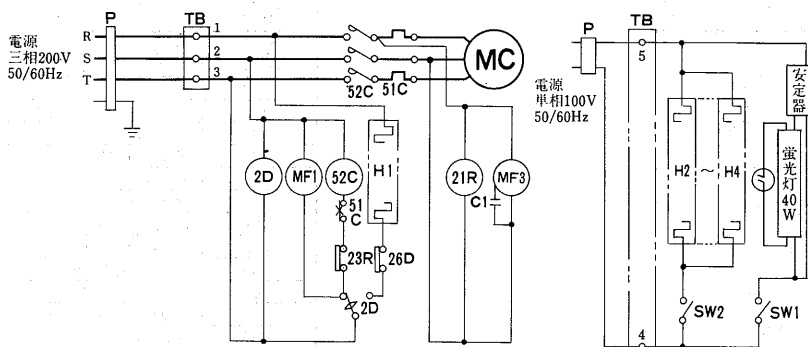 P
TB
電源
三相200V
50/60Hz
R
S
T
1
2
3
52C
51C
MC
2D
MF1
52C
H1
51
C
23R
26D
2D
21R
MF3
C1
P
TB
電源
単相100V
50/60Hz
5
H2
～
H4
安定器
蛍光灯
40W
SW2
SW1
4